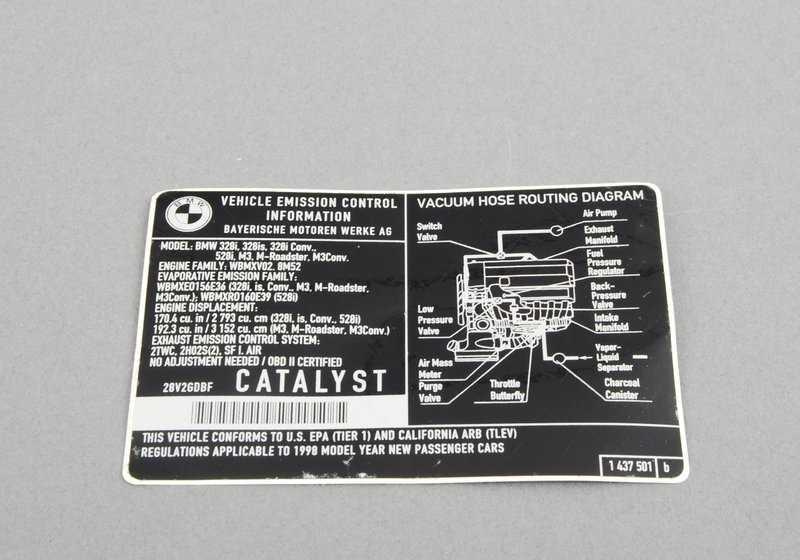 BMW
VEHICLE EMISSION CONTROL
INFORMATION
BAYERISCHE MOTOREN WERKE AG
MODEL: BMW 328i, 328is, 328i Conv.,
528i, M3, M-Roadster, M3Conv.
ENGINE FAMILY: WBMXV02. 8M52
EVAPORATIVE EMISSION FAMILY:
WBMXE0156E36 (328i, is, Conv., M3, M-Roadster,
M3Conv.); WBMXR0160E39 (528i)
ENGINE DISPLACEMENT:
170.4 cu. in / 2 793 cm (328i, is, Conv., 528i)
192.3 cu. in / 3 152 cu. cm (M3, M-Roadster, M3Conv.)
EXHAUST EMISSION CONTROL SYSTEM:
2TWC, 2HO2S(2), SF I. AIR
NO ADJUSTMENT NEEDED / OBD II CERTIFIED
28V2GDBF
CATALYST
VACUUM HOSE ROUTING DIAGRAM
Switch
Valve
Air Pump
Exhaust
Manifold
Fuel
Pressure
Regulator
Back-
Pressure
Valve
Intake
Manifold
Low
Pressure
Valve
Vapor-
Liquid
Separator
Air Mass
Meter
Purge
Valve
Throttle
Butterfly
Charcoal
Canister
THIS VEHICLE CONFORMS TO U.S. EPA (TIER 1) AND CALIFORNIA ARB (TLEV)
REGULATIONS APPLICABLE TO 1998 MODEL YEAR NEW PASSENGER CARS
1 437 501 b